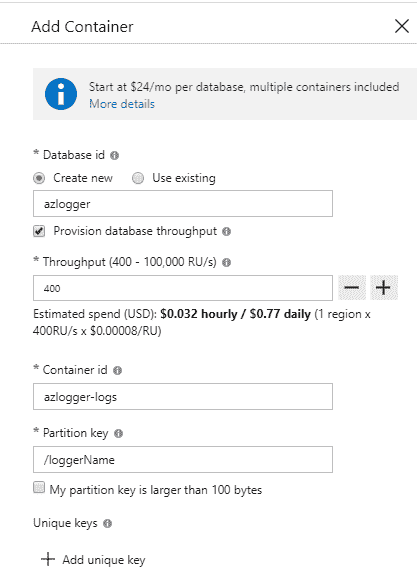 Add Container
Start at $24/mo per database, multiple containers included
More details
* Database id
Create new Use existing
azlogger
Provision database throughput
* Throughput (400 - 100,000 RU/s)
400
Estimated spend (USD): $0.032 hourly / $0.77 daily (1 region x
400RU/s x $0.00008/RU)
* Container id
azlogger-logs
* Partition key
/loggerName
My partition key is larger than 100 bytes
Unique keys
Add unique key